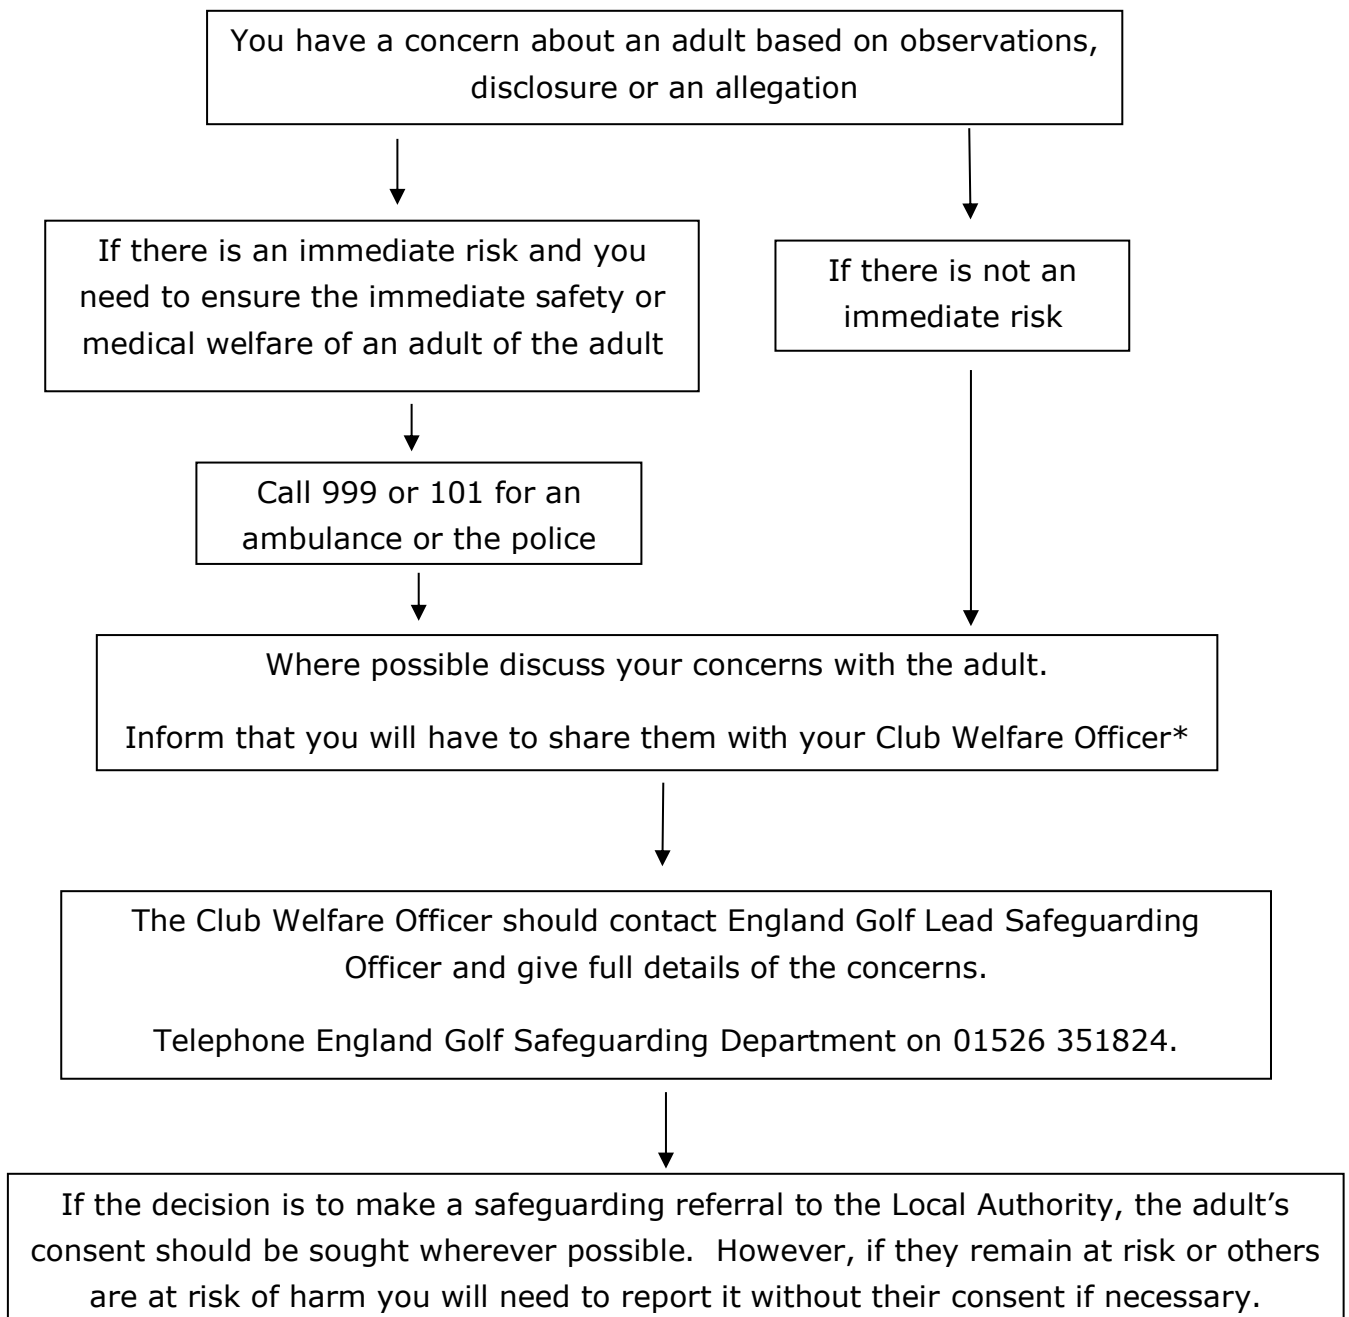 You have a concern about an adult based on observations,
disclosure or an allegation
If there is an immediate risk and you
need to ensure the immediate safety or
medical welfare of an adult of the adult
If there is not an
immediate risk
Call 999 or 101 for an
ambulance or the police
Where possible discuss your concerns with the adult.
Inform that you will have to share them with your Club Welfare Officer*
The Club Welfare Officer should contact England Golf Lead Safeguarding
Officer and give full details of the concerns.
Telephone England Golf Safeguarding Department on 01526 351824.
If the decision is to make a safeguarding referral to the Local Authority, the adult’s
consent should be sought wherever possible.  However, if they remain at risk or others
are at risk of harm you will need to report it without their consent if necessary.